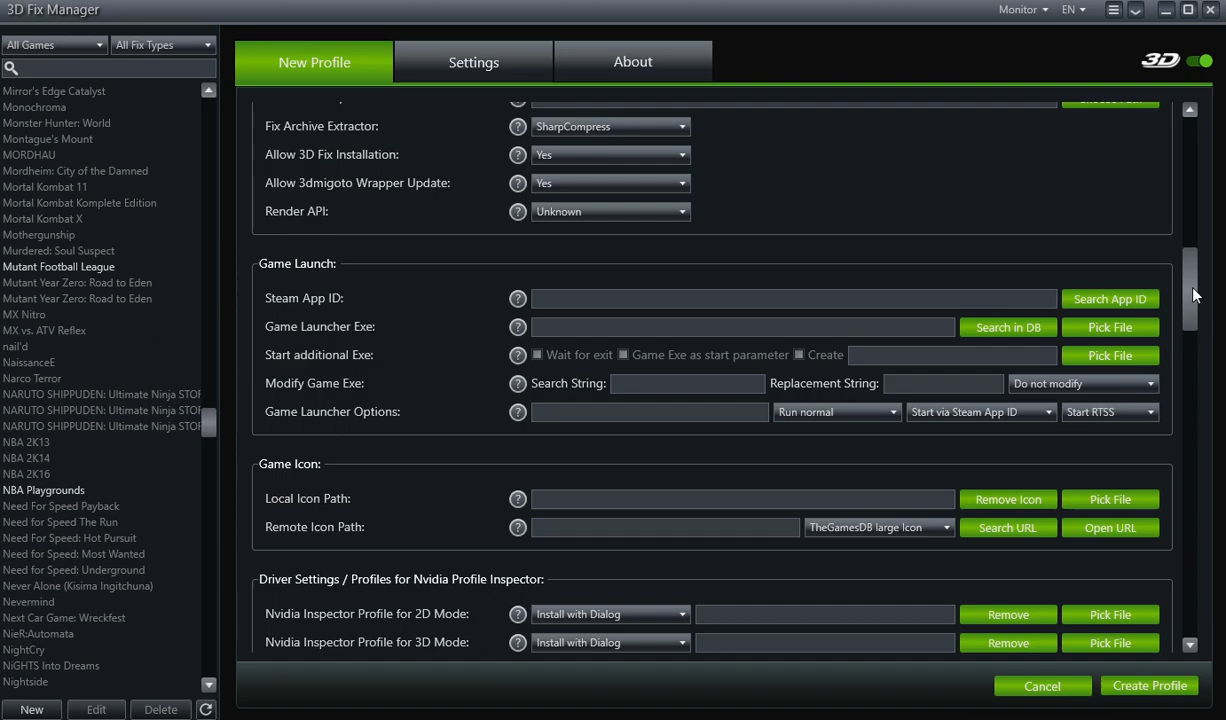 3D Fix Manager
Monitor EN
All Games All Fix Types
Mirror's Edge Catalyst
Monochroma
Monster Hunter: World
Montague's Mount
MORDHAU
Mordheim: City of the Damned
Mortal Kombat 11
Mortal Kombat Komplete Edition
Mortal Kombat X
Mothergunship
Murdered: Soul Suspect
Mutant Football League
Mutant Year Zero: Road to Eden
Mutant Year Zero: Road to Eden
MX Nitro
MX vs. ATV Reflex
nail'd
NaissanceE
Narco Terror
NARUTO SHIPPUDEN: Ultimate Ninja STO
NARUTO SHIPPUDEN: Ultimate Ninja STO
NARUTO SHIPPUDEN: Ultimate Ninja STO
NBA 2K13
NBA 2K14
NBA 2K16
NBA Playgrounds
Need For Speed Payback
Need for Speed The Run
Need For Speed: Hot Pursuit
Need for Speed: Most Wanted
Need for Speed: Underground
Never Alone (Kisima Ingitchuna)
Nevermind
Next Car Game: Wreckfest
NieR:Automata
NightCry
NiGHTS Into Dreams
Nightside
New Edit Delete
New Profile Settings About
3D
Fix Archive Extractor: ? SharpCompress
Allow 3D Fix Installation: ? Yes
Allow 3dmigoto Wrapper Update: ? Yes
Render API: ? Unknown
Game Launch:
Steam App ID: ? Search App ID
Game Launcher Exe: ? Search in DB Pick File
Start additional Exe: ? Wait for exit Game Exe as start parameter Create Pick File
Modify Game Exe: ? Search String: Replacement String: Do not modify
Game Launcher Options: ? Run normal Start via Steam App ID Start RTSS
Game Icon:
Local Icon Path: ? Remove Icon Pick File
Remote Icon Path: ? TheGamesDB large Icon Search URL Open URL
Driver Settings / Profiles for Nvidia Profile Inspector:
Nvidia Inspector Profile for 2D Mode: ? Install with Dialog Remove Pick File
Nvidia Inspector Profile for 3D Mode: ? Install with Dialog Remove Pick File
Cancel Create Profile